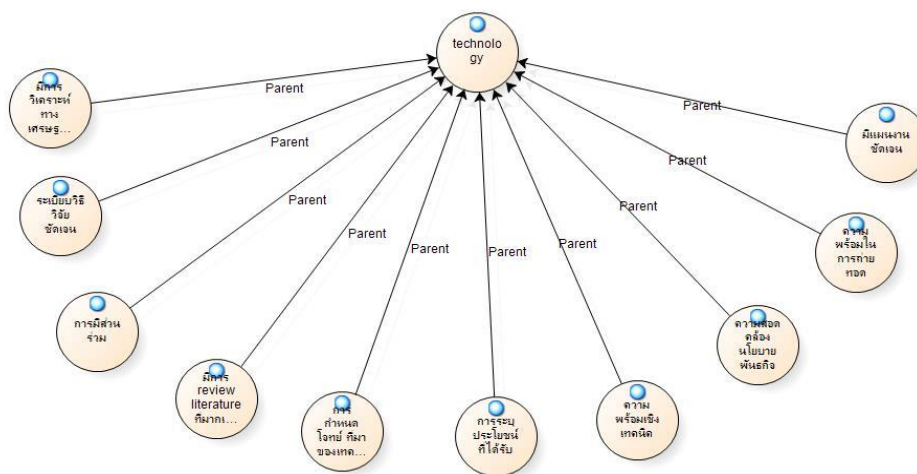 technolo
gy
มีการ
วิเคราะห์
ทาง
เศรษฐ...
Parent
ระเบียบวิธี
วิจัย
ชัดเจน
Parent
การมีส่วน
ร่วม
Parent
มีการ
review
literature
ที่มากเ...
Parent
การ
กำหนด
โจทย์ ที่มา
ของเทค...
Parent
การระบุ
ประโยชน์
ที่ได้รับ
Parent
ความ
พร้อมเชิง
เทคนิค
Parent
ความสอด
คล้อง
นโยบาย
พันธกิจ
Parent
ความ
พร้อมใน
การถ่าย
ทอด
Parent
มีแผนงาน
ชัดเจน
Parent